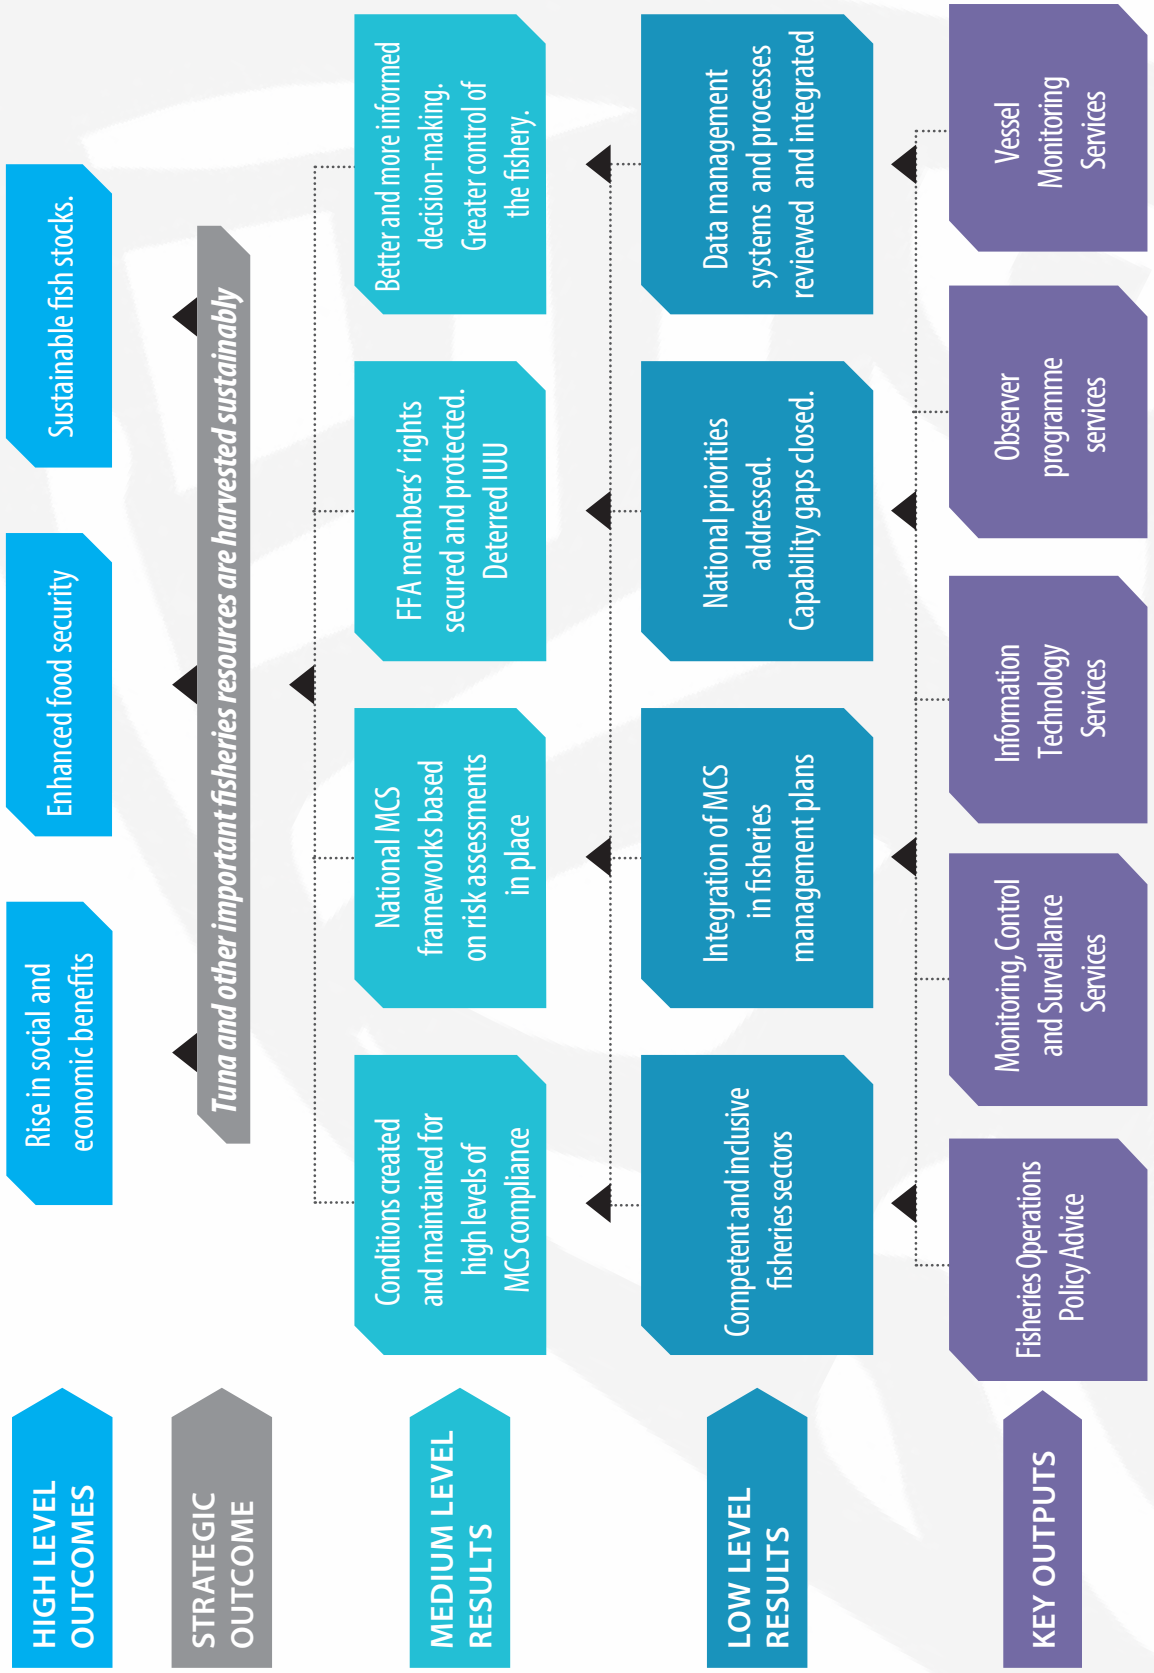 HIGH LEVEL
OUTCOMES
Rise in social and
economic benefits
Enhanced food security
Sustainable fish stocks.
STRATEGIC
OUTCOME
Tuna and other important fisheries resources are harvested sustainably
MEDIUM LEVEL
RESULTS
Conditions created
and maintained for
high levels of
MCS compliance
National MCS
frameworks based
on risk assessments
in place
FFA members’ rights
secured and protected.
Deterred IUU
Better and more informed
decision-making.
Greater control of
the fishery.
LOW LEVEL
RESULTS
Competent and inclusive
fisheries sectors
Integration of MCS
in fisheries
management plans
National priorities
addressed.
Capability gaps closed.
Data management
systems and processes
reviewed and integrated
KEY OUTPUTS
Fisheries Operations
Policy Advice
Monitoring, Control
and Surveillance
Services
Information
Technology
Services
Observer
programme
services
Vessel
Monitoring
Services